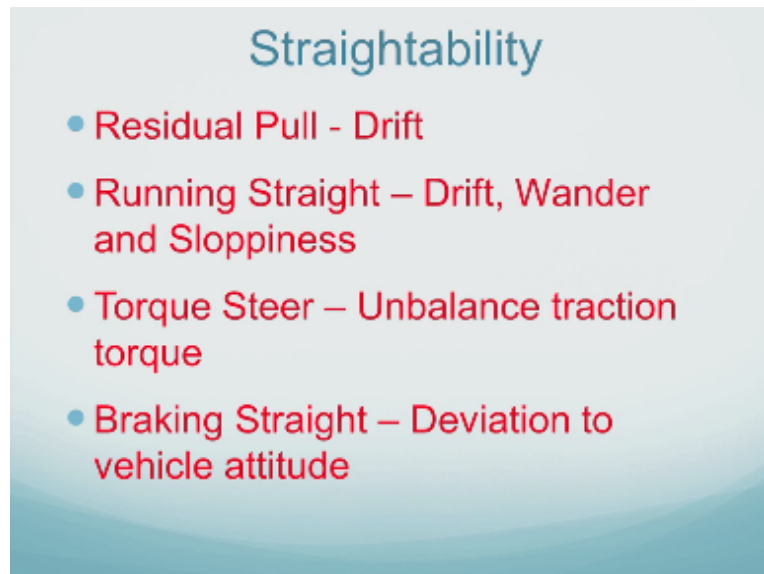 Straightability
Residual Pull - Drift
Running Straight – Drift, Wander
and Sloppiness
Torque Steer – Unbalance traction
torque
Braking Straight – Deviation to
vehicle attitude